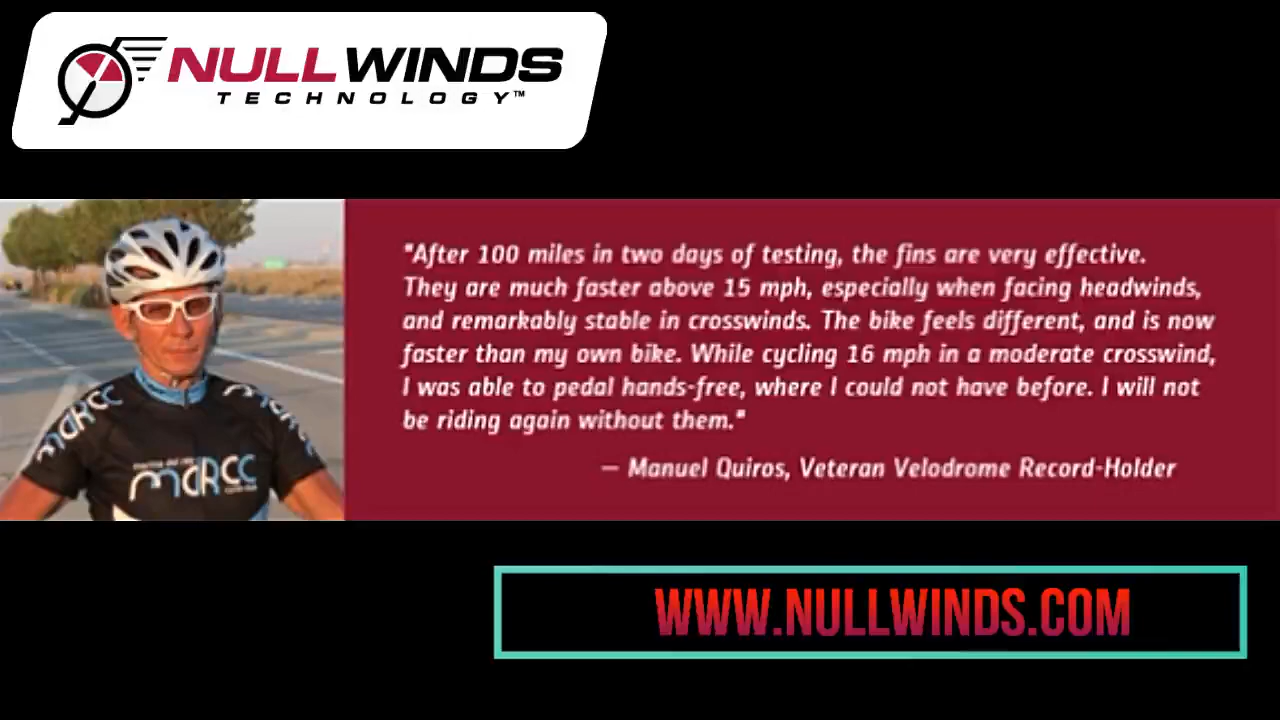 NULLWINDS
TECHNOLOGY™
"After 100 miles in two days of testing, the fins are very effective.
They are much faster above 15 mph, especially when facing headwinds,
and remarkably stable in crosswinds. The bike feels different, and is now
faster than my own bike. While cycling 16 mph in a moderate crosswind,
I was able to pedal hands-free, where I could not have before. I will not
be riding again without them."
— Manuel Quiros, Veteran Velodrome Record-Holder
WWW.NULLWINDS.COM